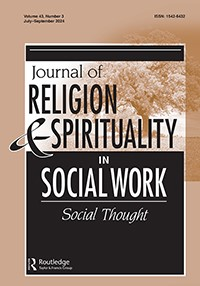 Volume 43, Number 3
July–September 2024
ISSN: 1542-6432
Journal of
RELIGION
& SPIRITUALITY
IN
SOCIAL WORK
Social Thought
Routledge
Taylor & Francis Group